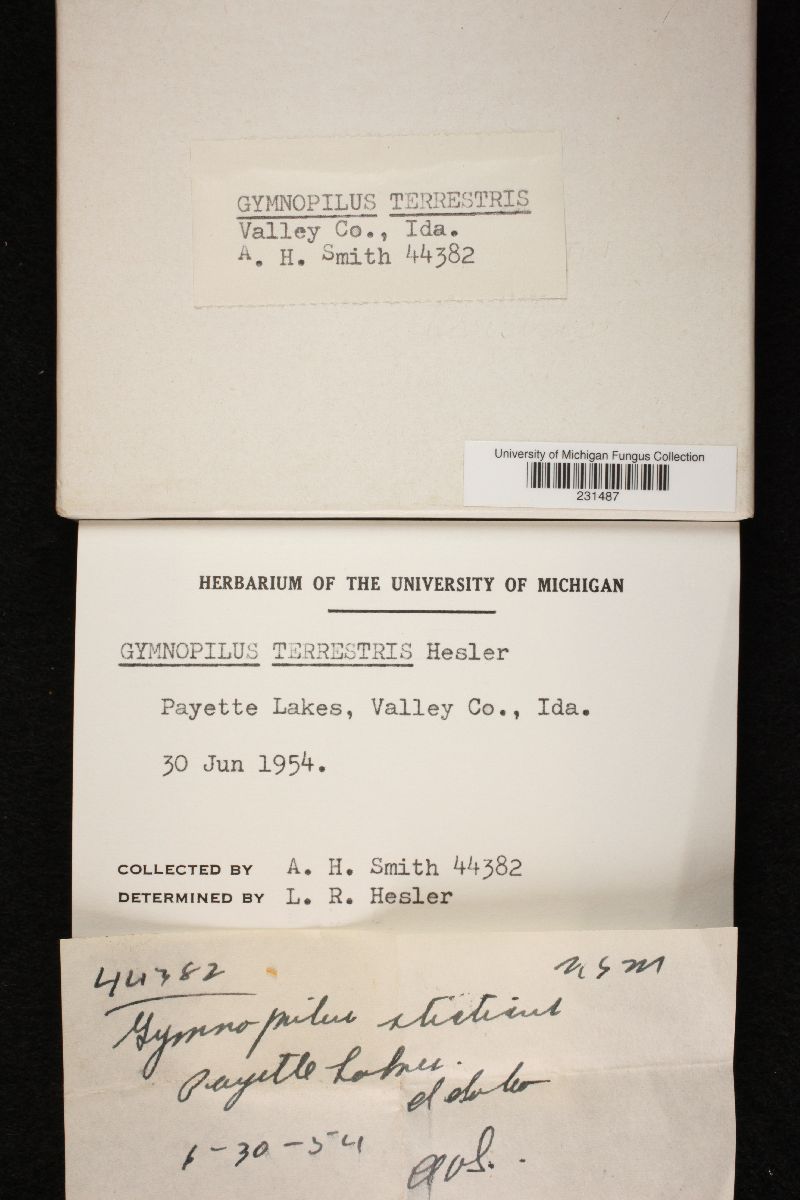 GYMNOPILUS TERRESTRIS
Valley Co., Ida.
A. H. Smith 44382
University of Michigan Fungus Collection
231487
HERBARIUM OF THE UNIVERSITY OF MICHIGAN
GYMNOPILUS TERRESTRIS Hesler
Payette Lakes, Valley Co., Ida.
30 Jun 1954.
COLLECTED BY A. H. Smith 44382
DETERMINED BY L. R. Hesler
44382
Gymnopilus
Payette Lakes.
Idaho
6-30-54